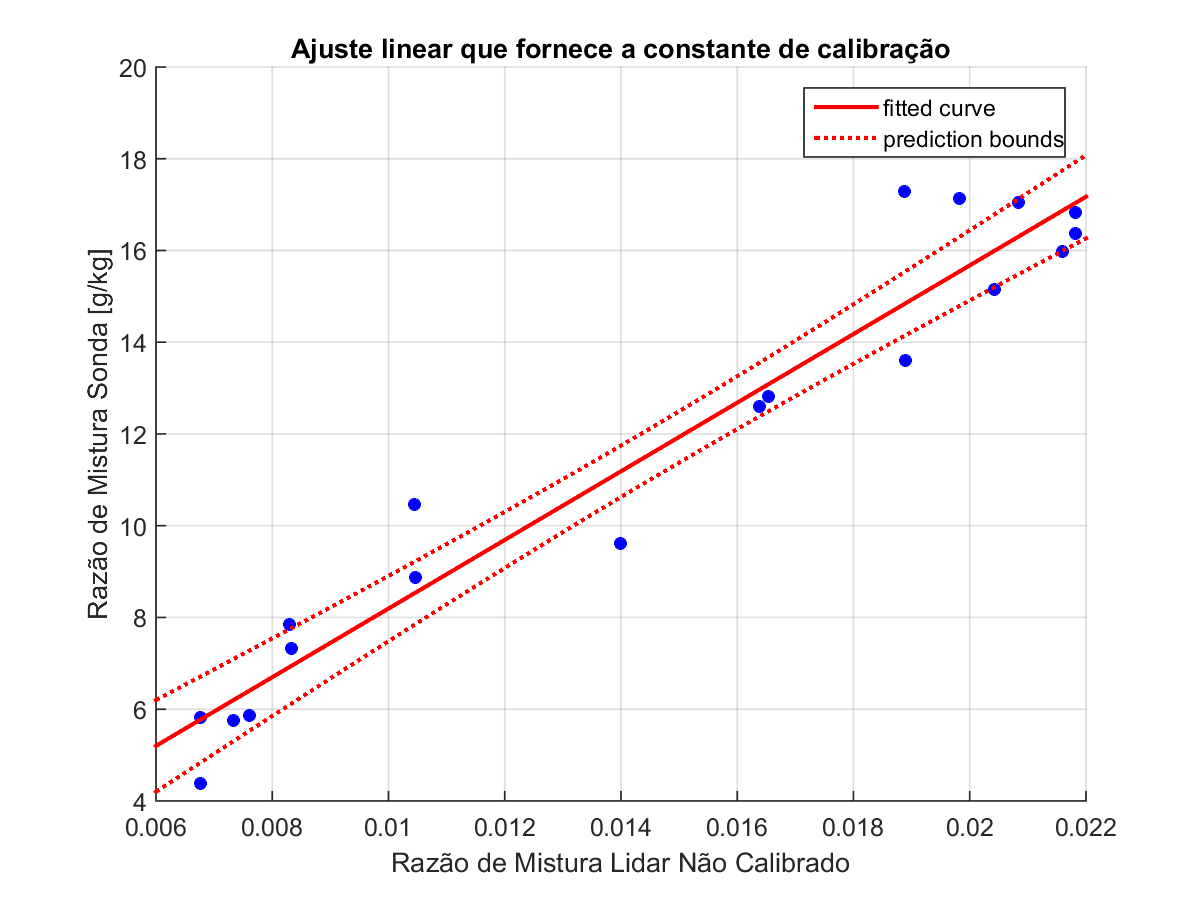 Ajuste linear que fornece a constante de calibração
fitted curve
prediction bounds
20
18
16
14
12
10
8
6
4
Razão de Mistura Sonda [g/kg]
0.006 0.008 0.01 0.012 0.014 0.016 0.018 0.02 0.022
Razão de Mistura Lidar Não Calibrado